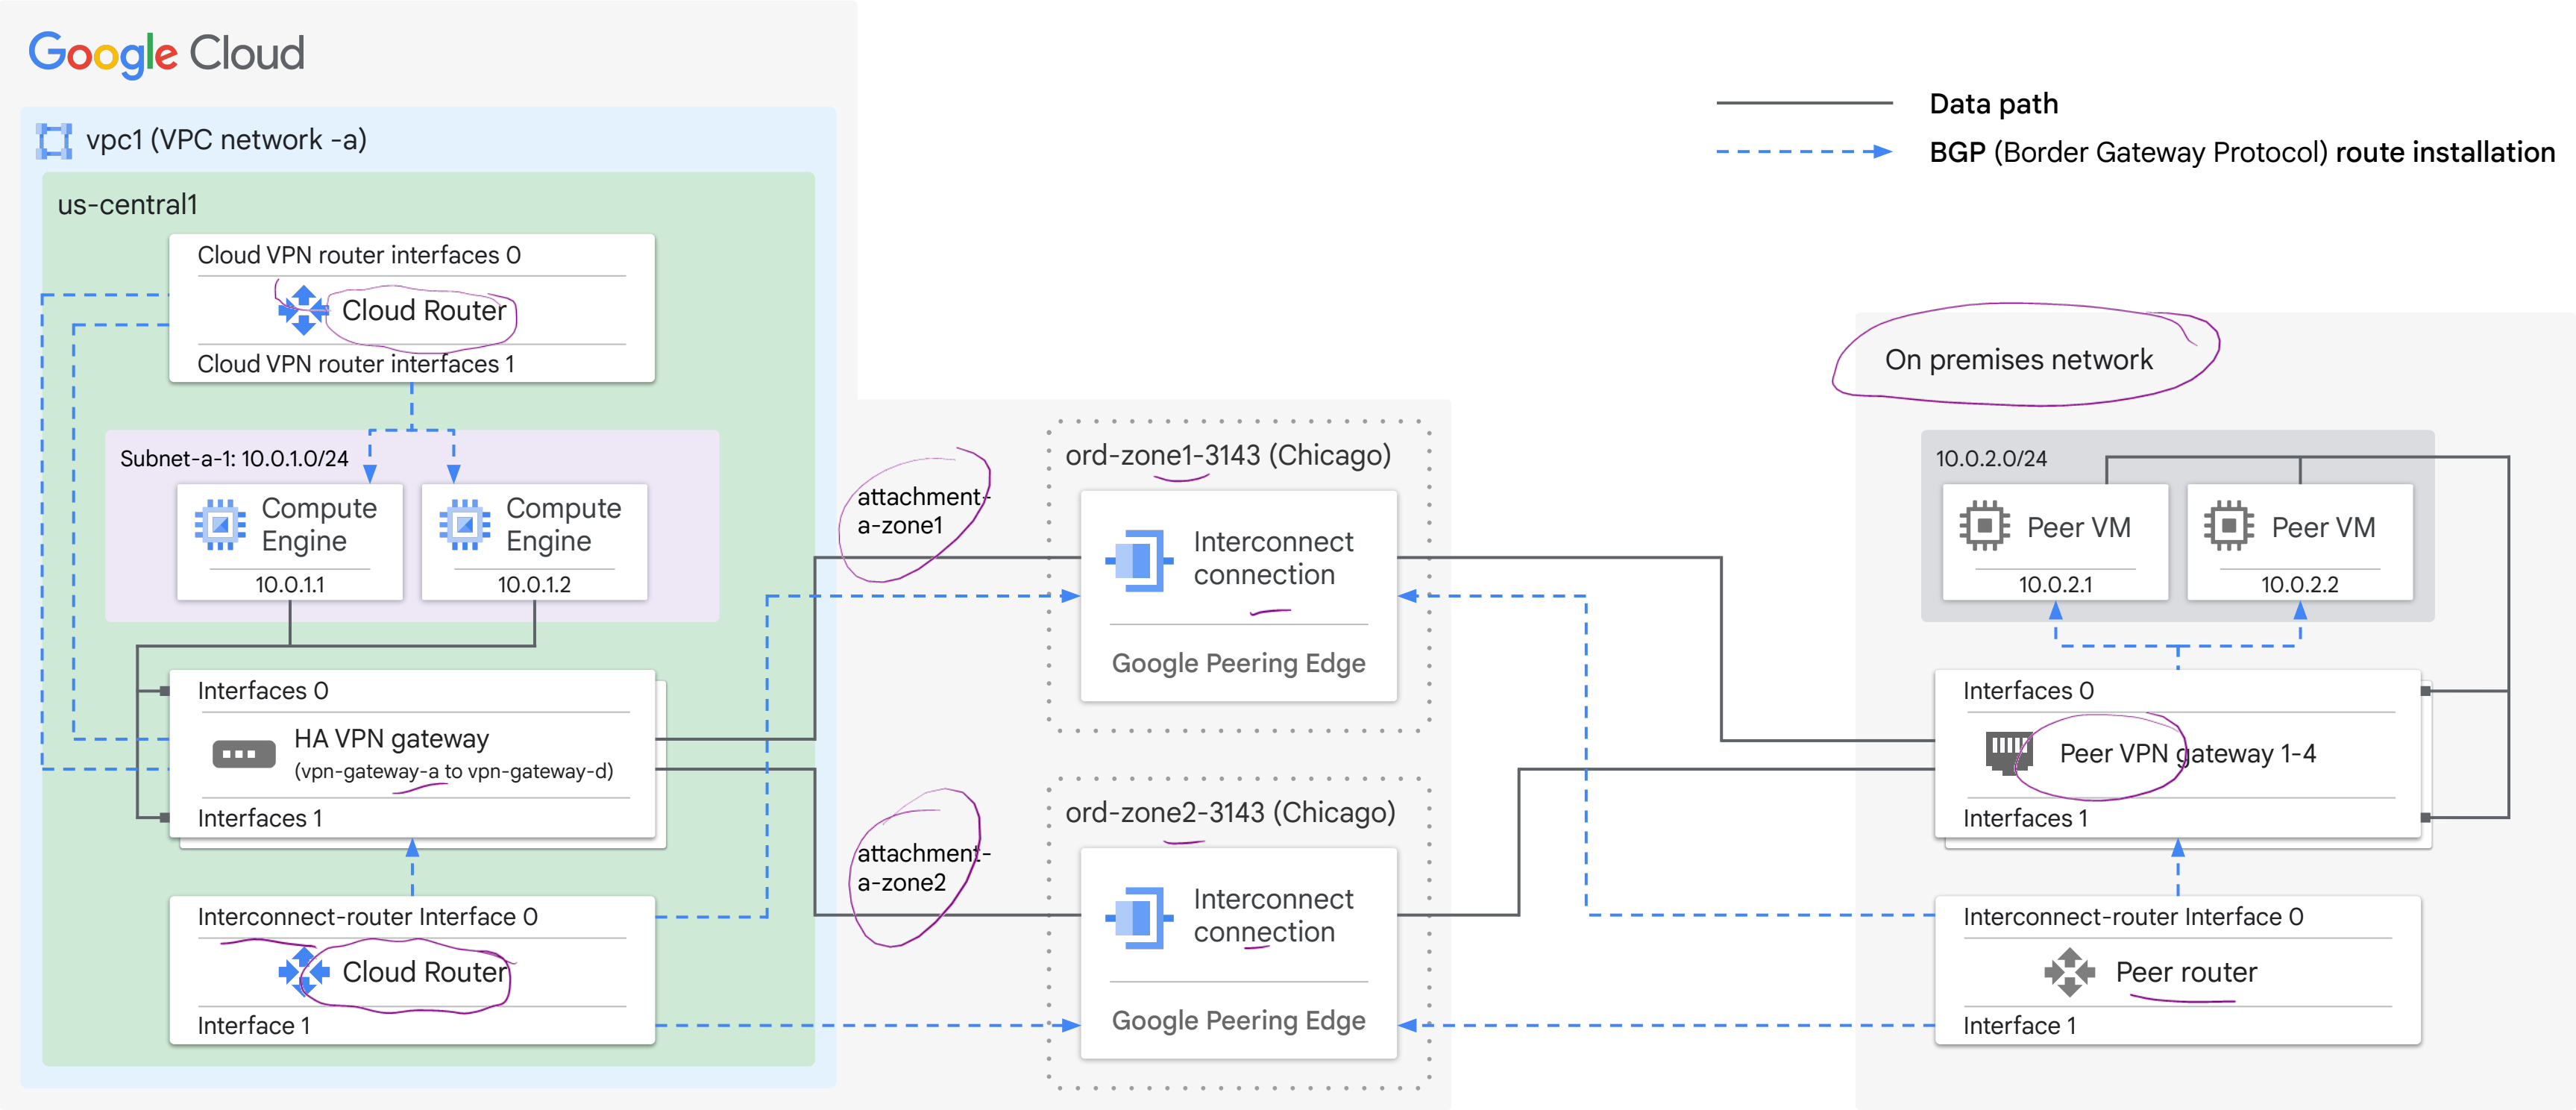 Google Cloud
vpc1 (VPC network -a)
us-central1
Cloud VPN router interfaces 0
Cloud Router
Cloud VPN router interfaces 1
Subnet-a-1: 10.0.1.0/24
Compute
Engine
10.0.1.1
Compute
Engine
10.0.1.2
Interfaces 0
HA VPN gateway
(vpn-gateway-a to vpn-gateway-d)
Interfaces 1
Interconnect-router Interface 0
Cloud Router
Interface 1
attachment-
a-zone1
attachment-
a-zone2
ord-zone1-3143 (Chicago)
Interconnect
connection
Google Peering Edge
ord-zone2-3143 (Chicago)
Interconnect
connection
Google Peering Edge
Data path
BGP (Border Gateway Protocol) route installation
On premises network
10.0.2.0/24
Peer VM
10.0.2.1
Peer VM
10.0.2.2
Interfaces 0
Peer VPN gateway 1-4
Interfaces 1
Interconnect-router Interface 0
Peer router
Interface 1